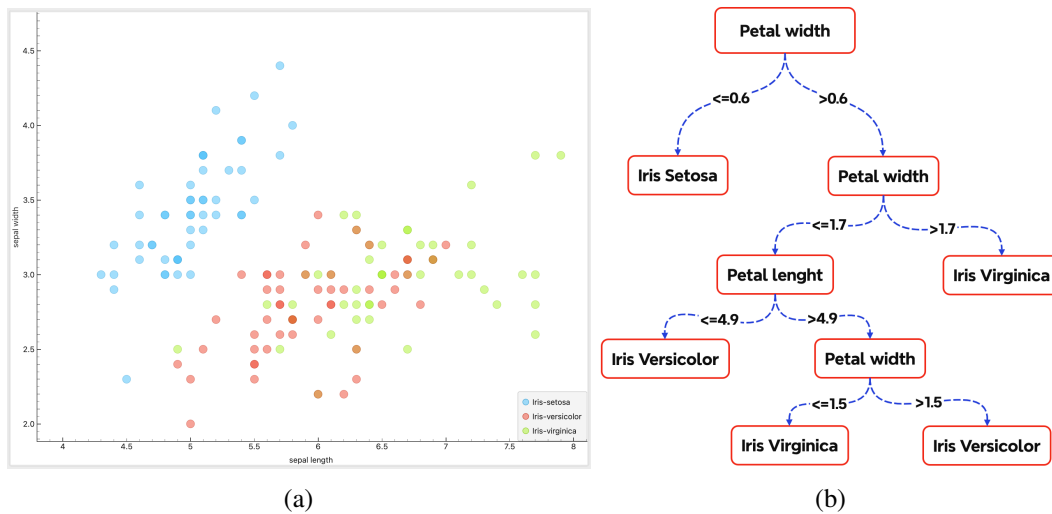 4.5
4.0
3.5
3.0
2.5
2.0
sepal width
4
4.5
5
5.5
6
6.5
7
7.5
8
sepal length
Iris-setosa
Iris-versicolor
Iris-virginica
(a)
Petal width
<=0.6
>0.6
Iris Setosa
Petal width
<=1.7
>1.7
Petal lenght
Iris Virginica
<=4.9
>4.9
Iris Versicolor
Petal width
<=1.5
>1.5
Iris Virginica
Iris Versicolor
(b)